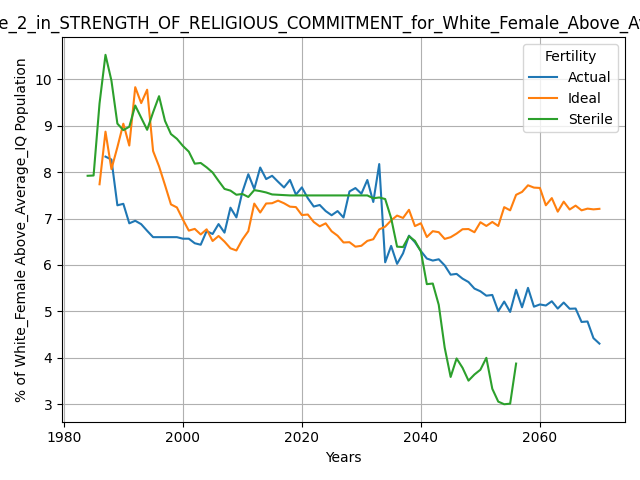 e_2_in_STRENGTH_OF_RELIGIOUS_COMMITMENT_for_White_Female_Above_A
% of White_Female Above_Average_IQ Population
10
9
8
7
6
5
4
3
1980
2000
2020
2040
2060
Years
Fertility
Actual
Ideal
Sterile